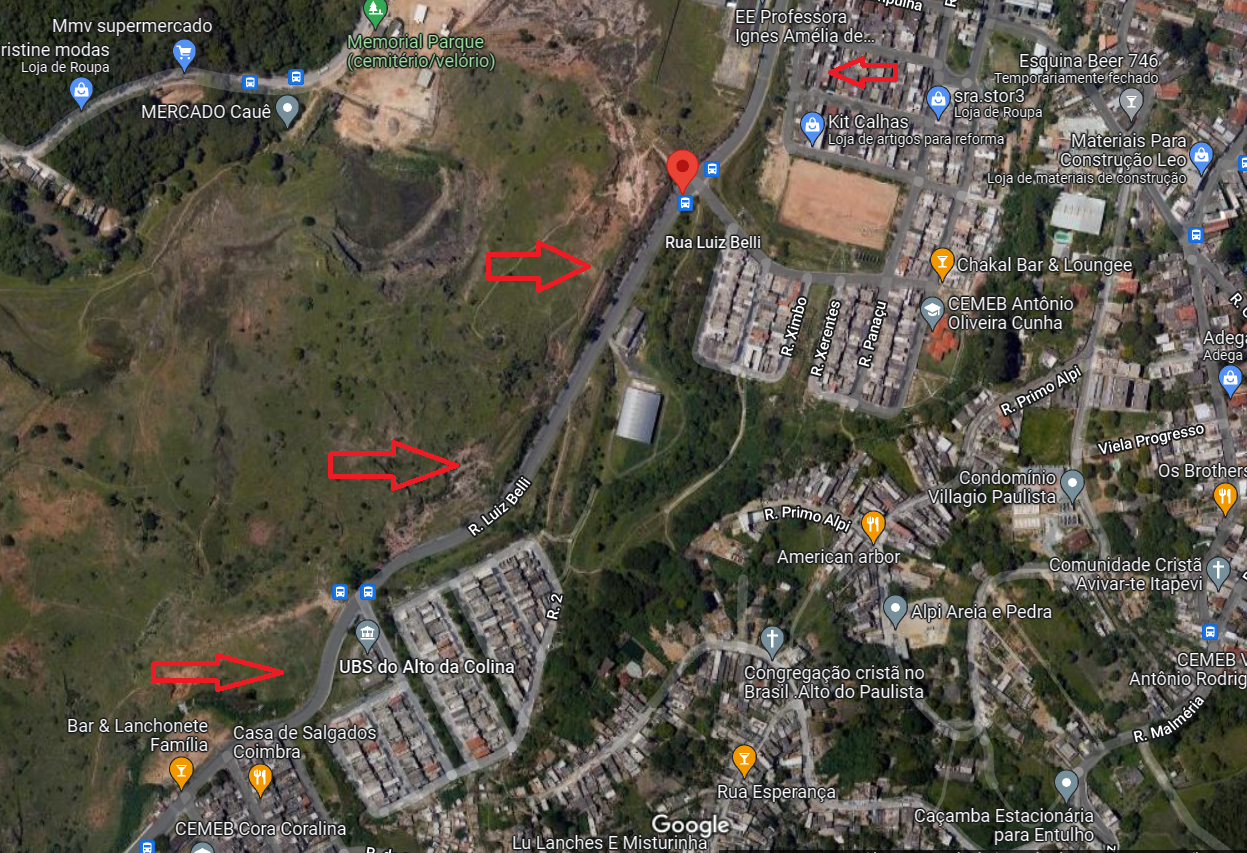 Mmv supermercado
ristine modas
Loja de Roupa
MERCADO Cauê
Memorial Parque
(cemitério/velório)
EE Professora
Ignes Amélia de...
Esquina Beer 746
Temporariamente fechado
sra.stor3
Loja de Roupa
Kit Calhas
Loja de artigos para reforma
Materiais Para
Construção Leo
Loja de materiais de construção
Rua Luiz Belli
Chakal Bar & Loungee
CEMEB Antônio
Oliveira Cunha
R. Ximbo
R. Xerentes
R. Panaçu
Adega
Adega
R. Primo Alpi
Viela Progresso
Os Brothers
Condomínio
Villagio Paulista
R. Luiz Belli
R. Primo Alpi
American arbor
Comunidade Cristã
Avivar-te Itapevi
R. 2
Alpi Areia e Pedra
UBS do Alto da Colina
Congregação cristã no
Brasil .Alto do Paulista
CEMEB V
Antônio Rodrig
Bar & Lanchonete
Família
Casa de Salgados
Coimbra
R. Malméria
Rua Esperança
CEMEB Cora Coralina
Google
Lu Lanches E Misturinha
Caçamba Estacionária
para Entulho